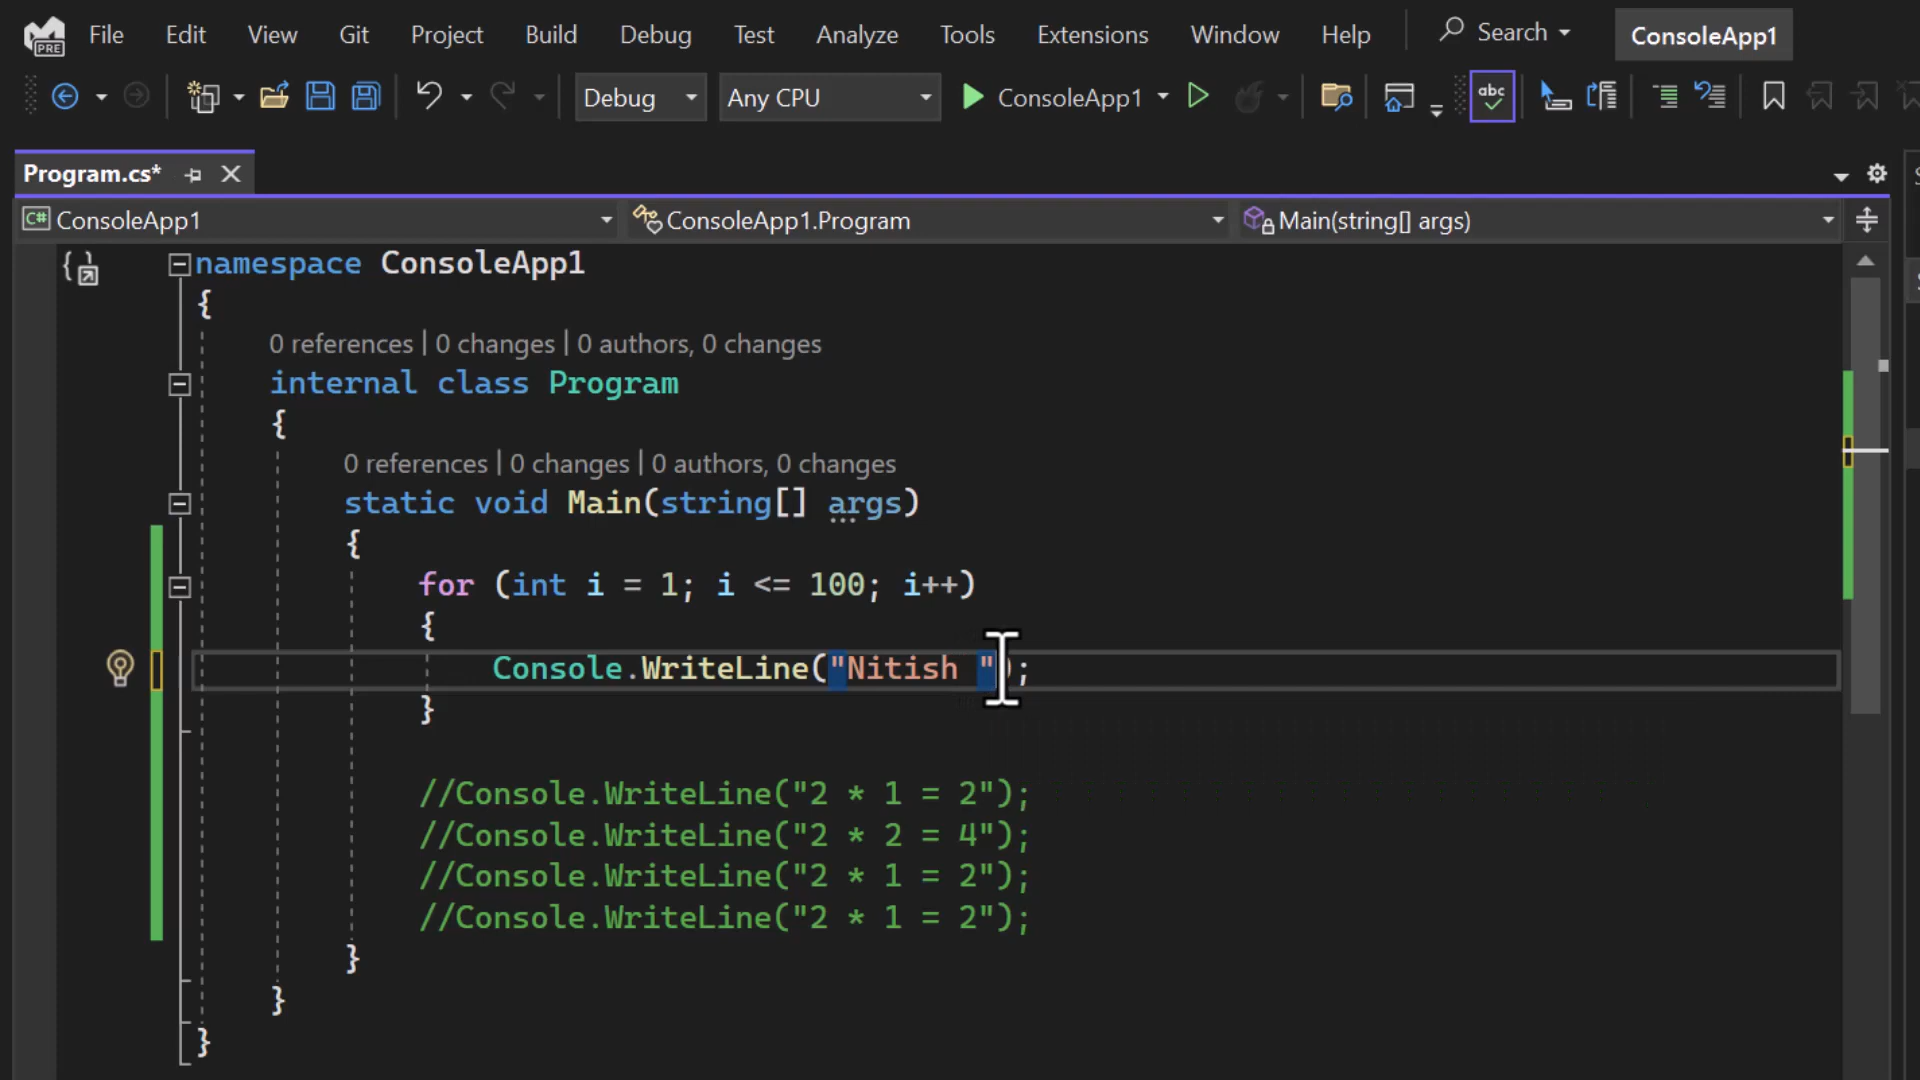 PRE File Edit View Git Project Build Debug Test Analyze Tools Extensions Window Help Search ConsoleApp1
Debug Any CPU ConsoleApp1 abc
Program.cs*
C# ConsoleApp1 ConsoleApp1.Program Main(string[] args)
namespace ConsoleApp1
{
0 references | 0 changes | 0 authors, 0 changes
internal class Program
{
0 references | 0 changes | 0 authors, 0 changes
static void Main(string[] args)
{
for (int i = 1; i <= 100; i++)
{
Console.WriteLine("Nitish ");
}
//Console.WriteLine("2 * 1 = 2");
//Console.WriteLine("2 * 2 = 4");
//Console.WriteLine("2 * 1 = 2");
//Console.WriteLine("2 * 1 = 2");
}
}
}